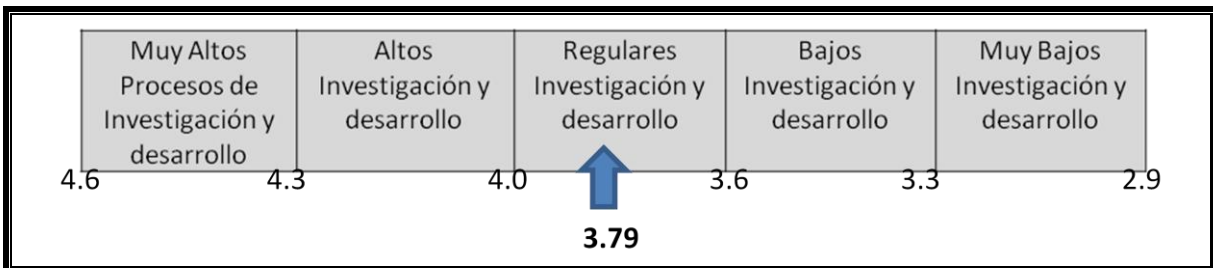 Muy Altos
Procesos de
Investigación y
desarrollo
Altos
Investigación y
desarrollo
Regulares
Investigación y
desarrollo
Bajos
Investigación y
desarrollo
Muy Bajos
Investigación y
desarrollo
4.6 4.3 4.0 3.6 3.3 2.9
3.79